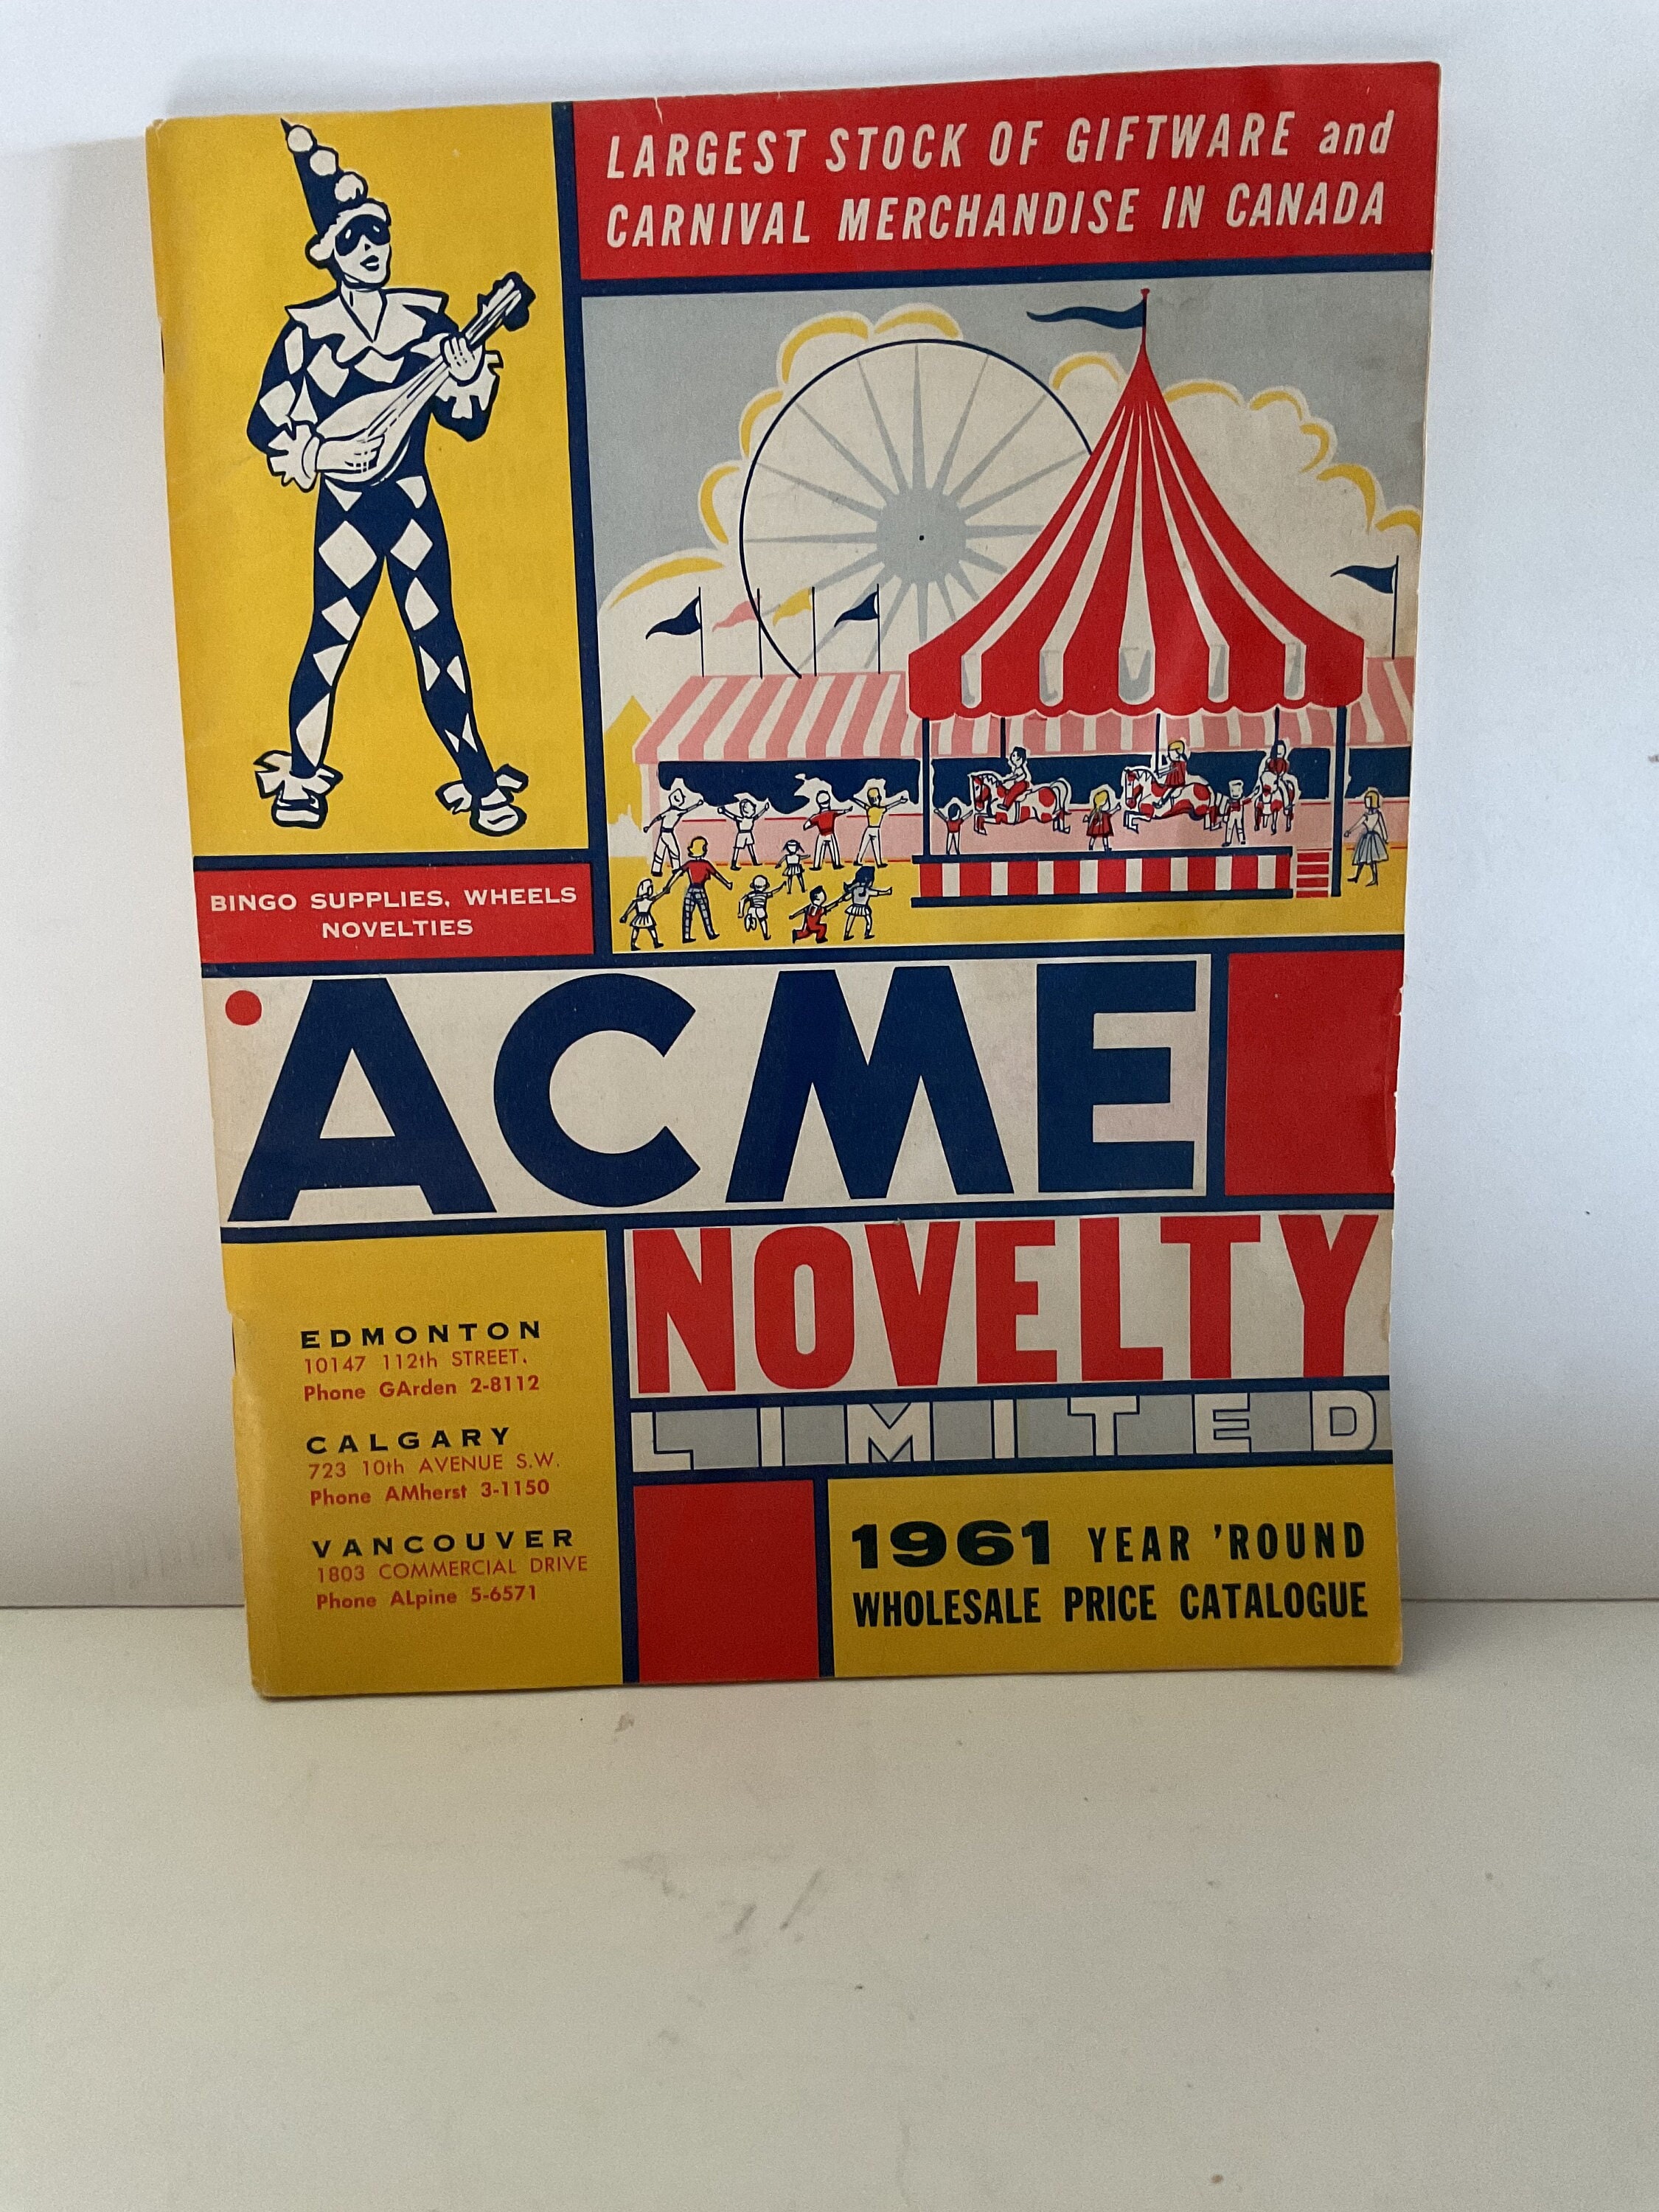 LARGEST STOCK OF GIFTWARE and
CARNIVAL MERCHANDISE IN CANADA
BINGO SUPPLIES, WHEELS
NOVELTIES
ACME
NOVELTY
LIMITED
EDMONTON
10147 112th STREET.
Phone GArden 2-8112
CALGARY
723 10th AVENUE S.W.
Phone AMherst 3-1150
VANCOUVER
1803 COMMERCIAL DRIVE
Phone ALpine 5-6571
1961 YEAR 'ROUND
WHOLESALE PRICE CATALOGUE